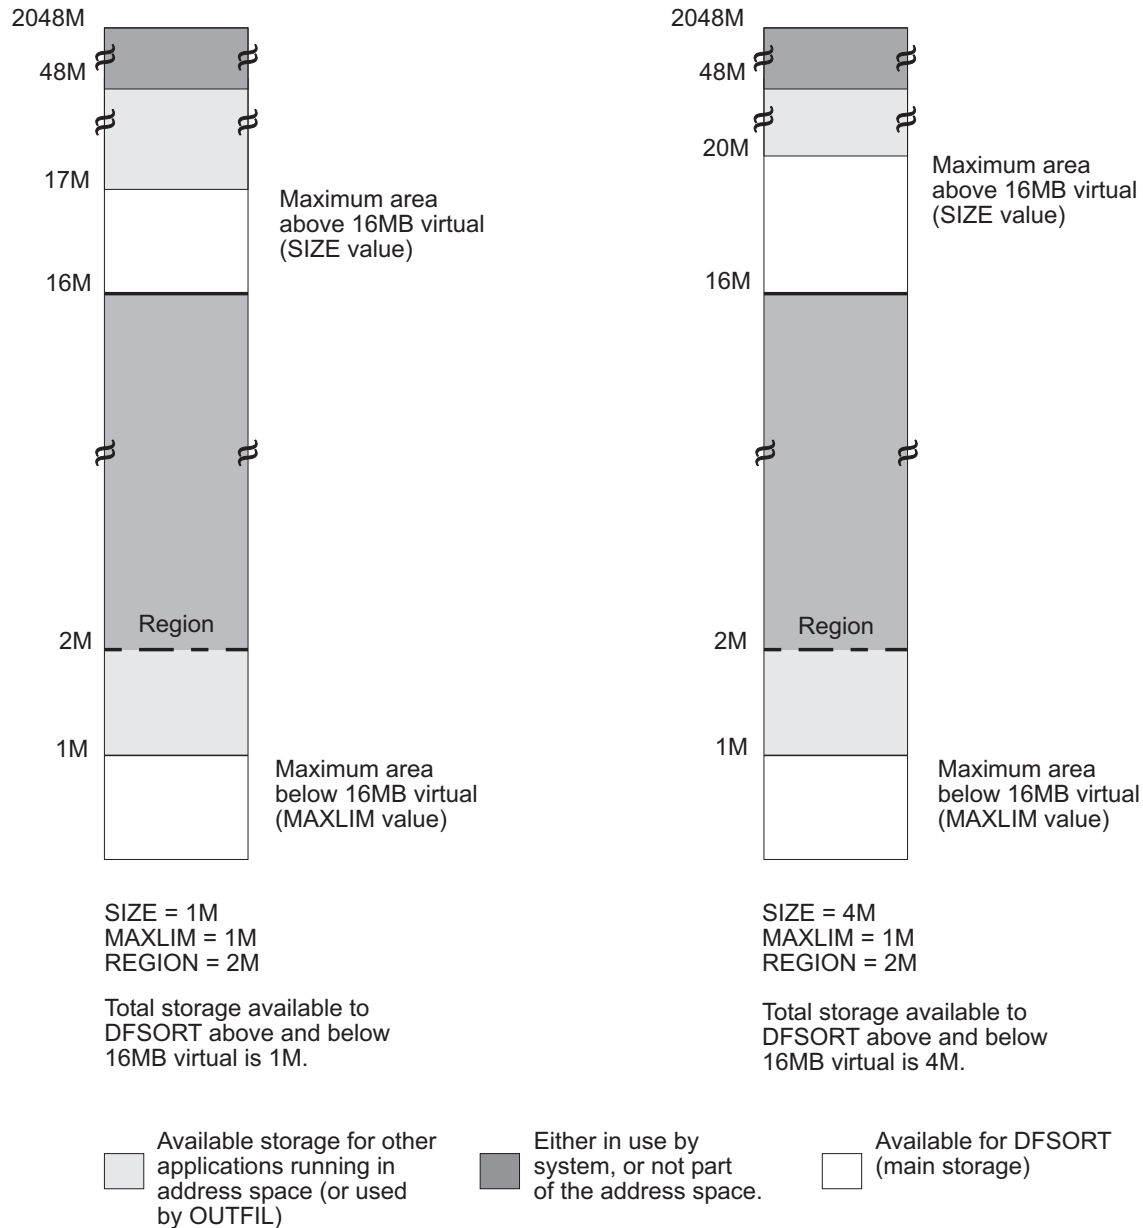 2048M
48M
17M
Maximum area
above 16MB virtual
(SIZE value)
16M
Region
2M
1M
Maximum area
below 16MB virtual
(MAXLIM value)
SIZE = 1M
MAXLIM = 1M
REGION = 2M
Total storage available to
DFSORT above and below
16MB virtual is 1M.
2048M
48M
20M
Maximum area
above 16MB virtual
(SIZE value)
16M
Region
2M
1M
Maximum area
below 16MB virtual
(MAXLIM value)
SIZE = 4M
MAXLIM = 1M
REGION = 2M
Total storage available to
DFSORT above and below
16MB virtual is 4M.
Available storage for other
applications running in
address space (or used
by OUTFIL)
Either in use by
system, or not part
of the address space.
Available for DFSORT
(main storage)